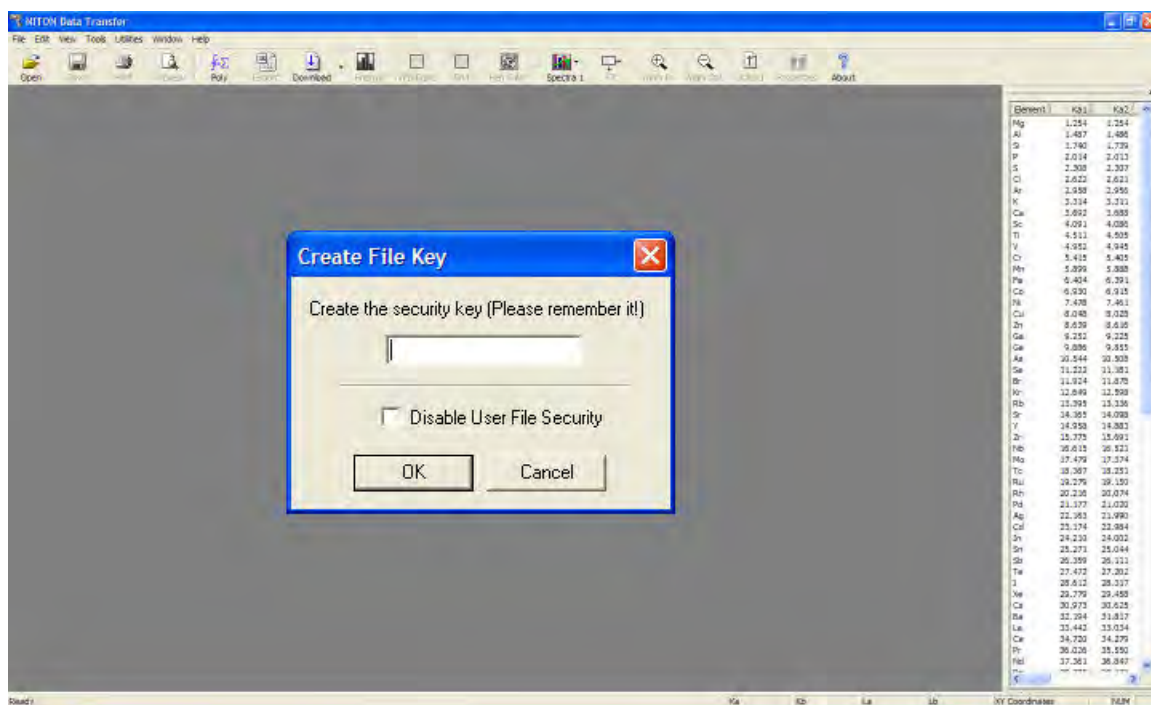 NITON Data Transfer
File Edit View Tools Utilities Window Help
Open Poly Download Spectra 1 About
Create File Key
Create the security key (Please remember it!)
Disable User File Security
OK Cancel
Element Ka1 Ka2
Mg 1.254 1.254
Al 1.487 1.486
Si 1.740 1.739
P 2.014 2.013
S 2.308 2.307
Cl 2.622 2.621
Ar 2.958 2.956
K 3.314 3.311
Ca 3.692 3.688
Sc 4.091 4.086
Ti 4.511 4.505
V 4.952 4.945
Cr 5.415 5.405
Mn 5.899 5.888
Fe 6.404 6.391
Co 6.930 6.915
Ni 7.478 7.461
Cu 8.048 8.028
Zn 8.639 8.616
Ga 9.252 9.225
Ge 9.886 9.855
As 10.544 10.508
Se 11.222 11.181
Br 11.924 11.878
Kr 12.649 12.598
Rb 13.395 13.336
Sr 14.165 14.098
Y 14.958 14.883
Zr 15.775 15.691
Nb 16.615 16.521
Mo 17.479 17.374
Tc 18.367 18.251
Ru 19.279 19.150
Rh 20.216 20.074
Pd 21.177 21.020
Ag 22.163 21.990
Cd 23.174 22.984
In 24.210 24.002
Sn 25.271 25.044
Sb 26.359 26.111
Te 27.472 27.202
I 28.612 28.317
Xe 29.779 29.458
Cs 30.973 30.625
Ba 32.194 31.817
La 33.442 33.034
Ce 34.720 34.279
Pr 36.026 35.550
Nd 37.361 36.847
Ready Ka Kb La Lb XY Coordinates NUM